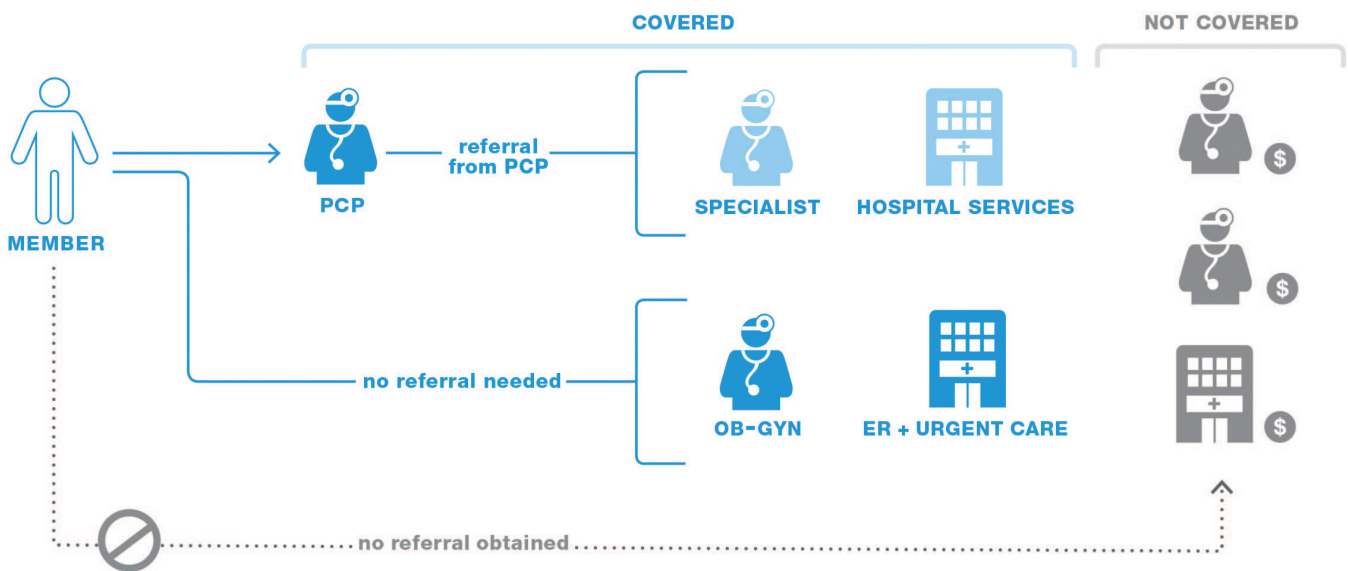 COVERED
NOT COVERED
referral
from PCP
PCP
SPECIALIST
HOSPITAL SERVICES
$
MEMBER
$
no referral needed
OB-GYN
ER + URGENT CARE
$
no referral obtained